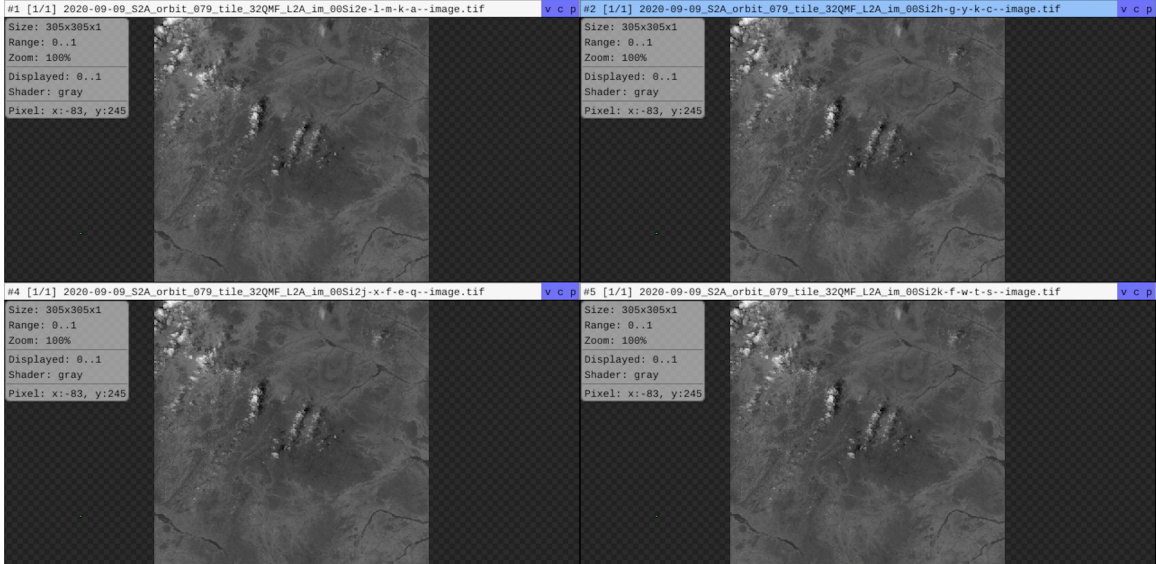 #1 [1/1] 2020-09-09_S2A_orbit_079_tile_32QMF_L2A_im_00Si2e-l-m-k-a--image.tif v c p
Size: 305x305x1
Range: 0..1
Zoom: 100%
Displayed: 0..1
Shader: gray
Pixel: x:-83, y:245
#2 [1/1] 2020-09-09_S2A_orbit_079_tile_32QMF_L2A_im_00Si2h-g-y-k-c--image.tif v c p
Size: 305x305x1
Range: 0..1
Zoom: 100%
Displayed: 0..1
Shader: gray
Pixel: x:-83, y:245
#4 [1/1] 2020-09-09_S2A_orbit_079_tile_32QMF_L2A_im_00Si2j-x-f-e-q--image.tif v c p
Size: 305x305x1
Range: 0..1
Zoom: 100%
Displayed: 0..1
Shader: gray
Pixel: x:-83, y:245
#5 [1/1] 2020-09-09_S2A_orbit_079_tile_32QMF_L2A_im_00Si2k-f-w-t-s--image.tif v c p
Size: 305x305x1
Range: 0..1
Zoom: 100%
Displayed: 0..1
Shader: gray
Pixel: x:-83, y:245